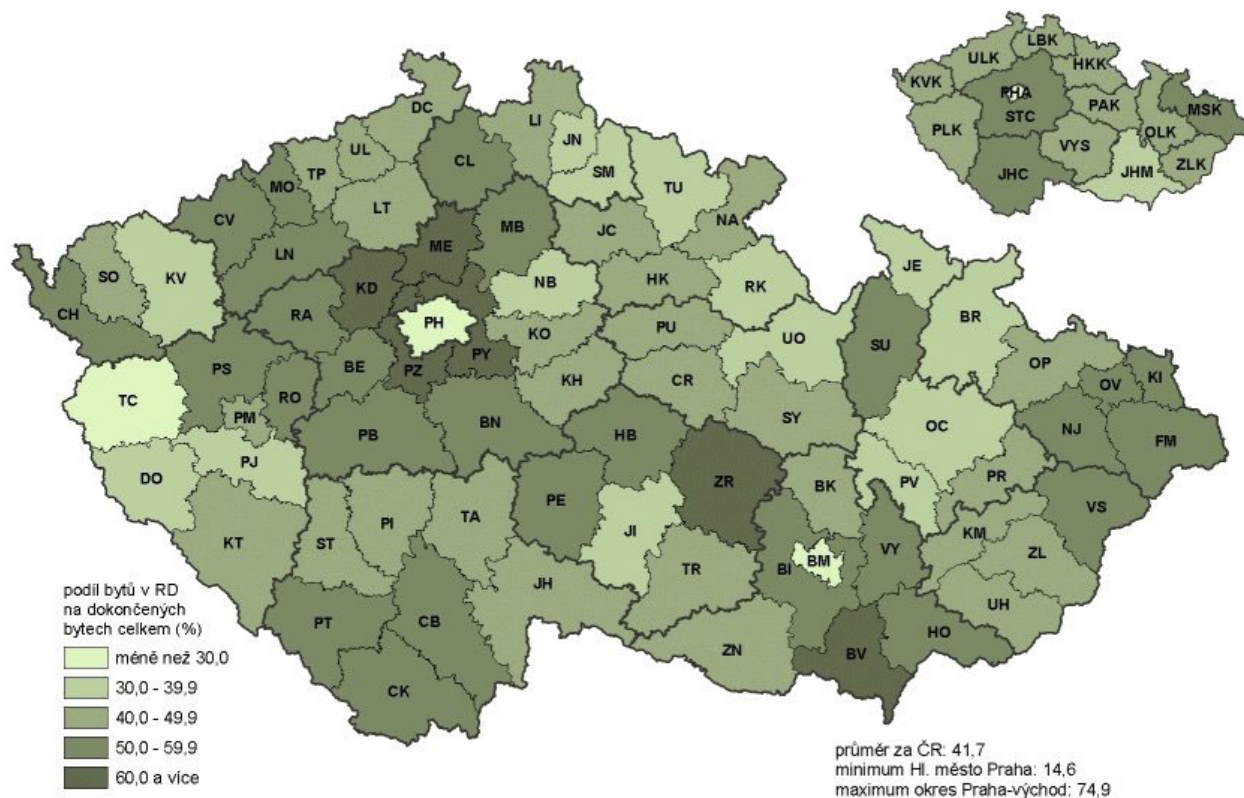 LBK
ULK
HKK
KVK
PHA
PAK
MSK
STC
PLK
OLK
VYS
ZLK
JHC
JHM
DC
LI
JN
UL
CL
SM
TP
MO
TU
LT
CV
MB
NA
JC
ME
LN
SO
KV
JE
HK
KD
NB
RK
CH
RA
BR
PH
PU
KO
UO
SU
OP
PY
BE
PS
PZ
CR
KI
OV
RO
KH
TC
PM
SY
OC
NJ
BN
PB
HB
FM
PJ
DO
PR
ZR
PV
BK
PE
VS
TA
PI
JI
KM
ST
KT
VY
ZL
BM
TR
BI
JH
UH
podíl bytů v RD
na dokončených
bytech celkem (%)
PT
CB
HO
ZN
BV
méně než 30,0
30,0 - 39,9
CK
40,0 - 49,9
50,0 - 59,9
60,0 a více
průměr za ČR: 41,7
minimum Hl. město Praha: 14,6
maximum okres Praha-východ: 74,9